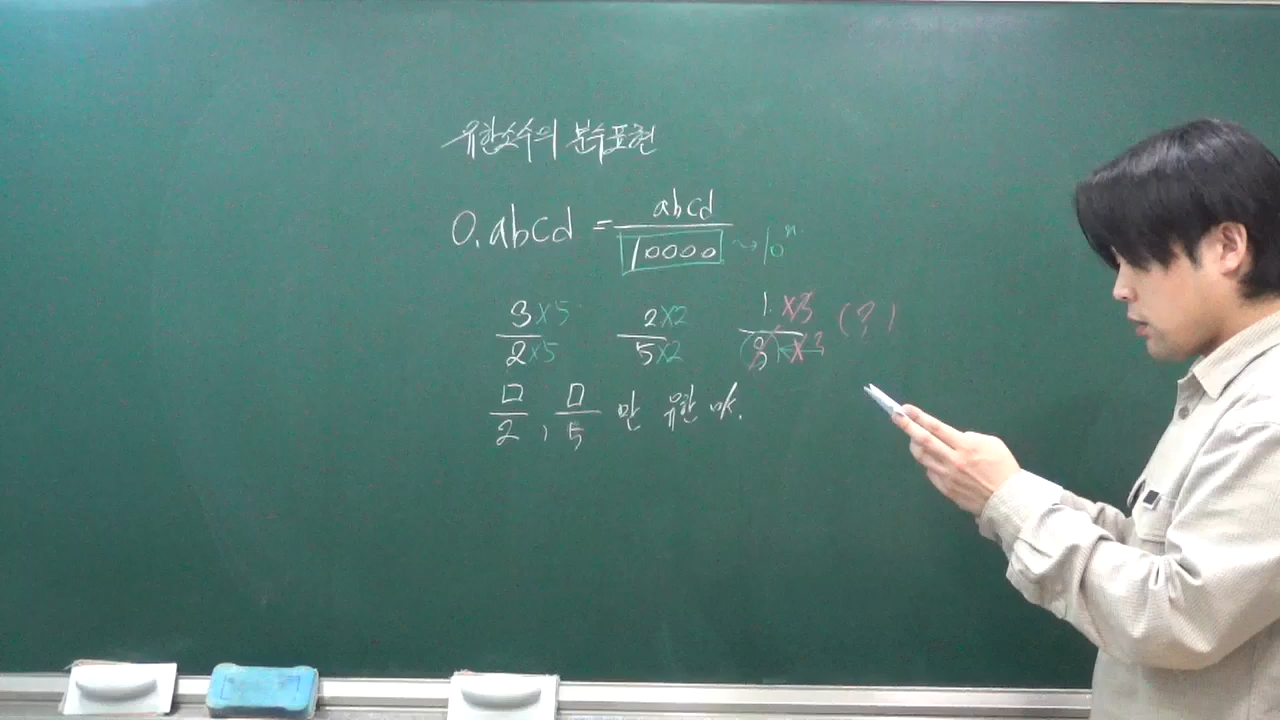 유한소수의 분수표현
0.abcd = abcd / 10000 ⤳ 10ⁿ
3×5 / 2×5  2×2 / 5×2  1×3 / (3)×3 (?)
□ / 2 , □ / 5 만 유한